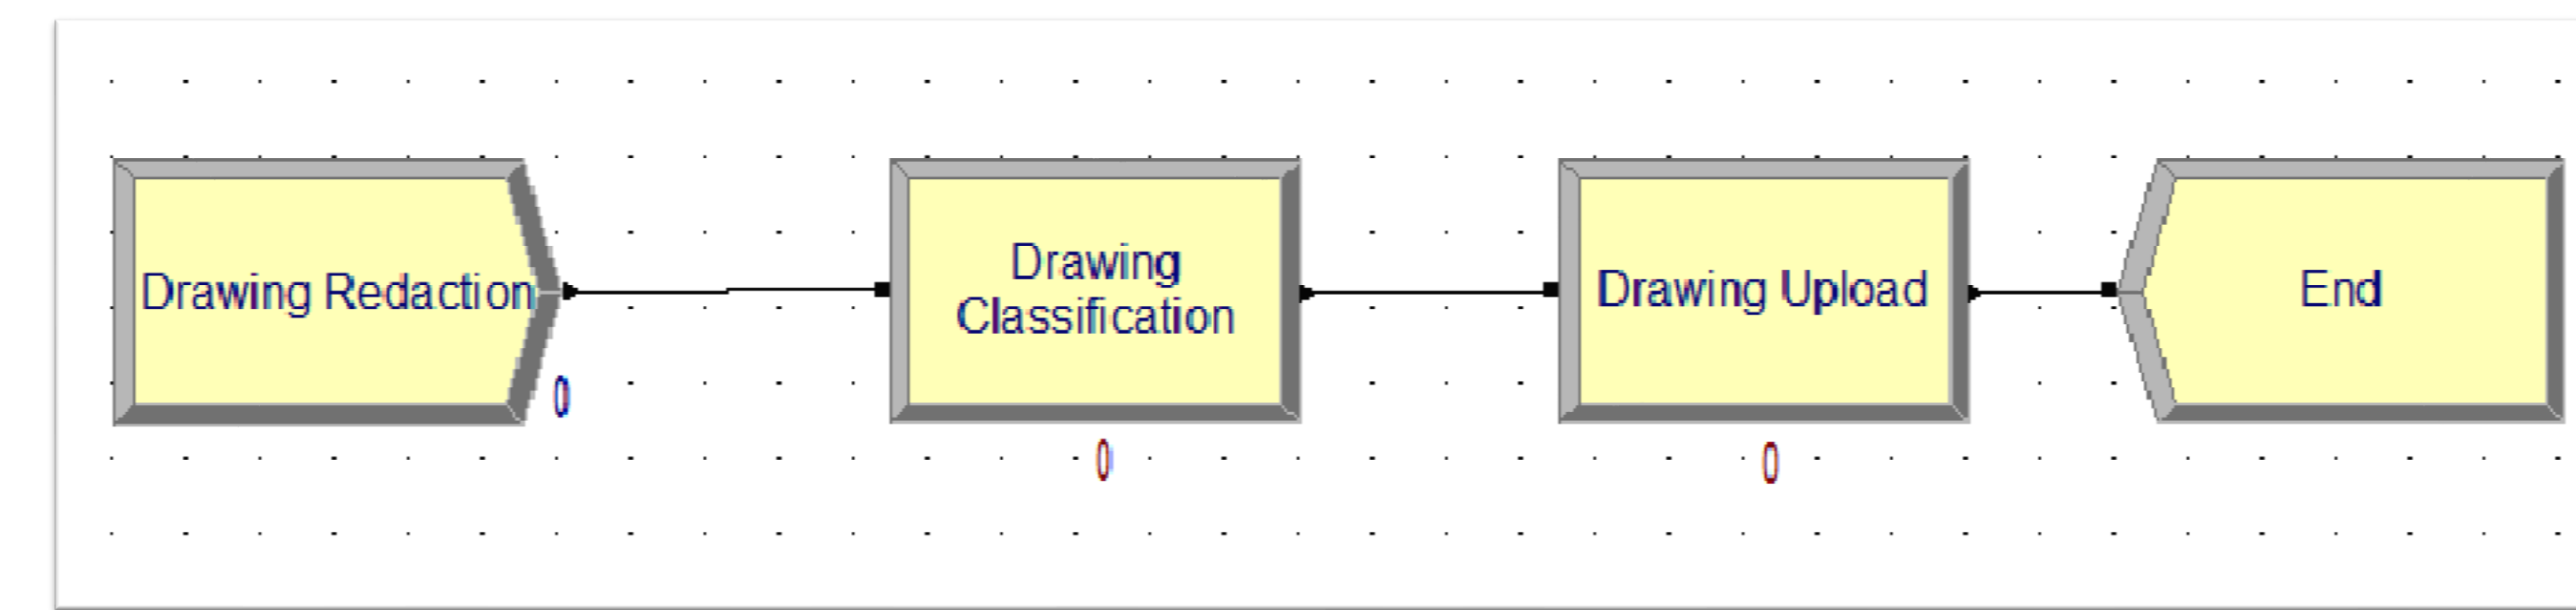 Drawing Redaction
Drawing
Classification
Drawing Upload
End
0
0
0